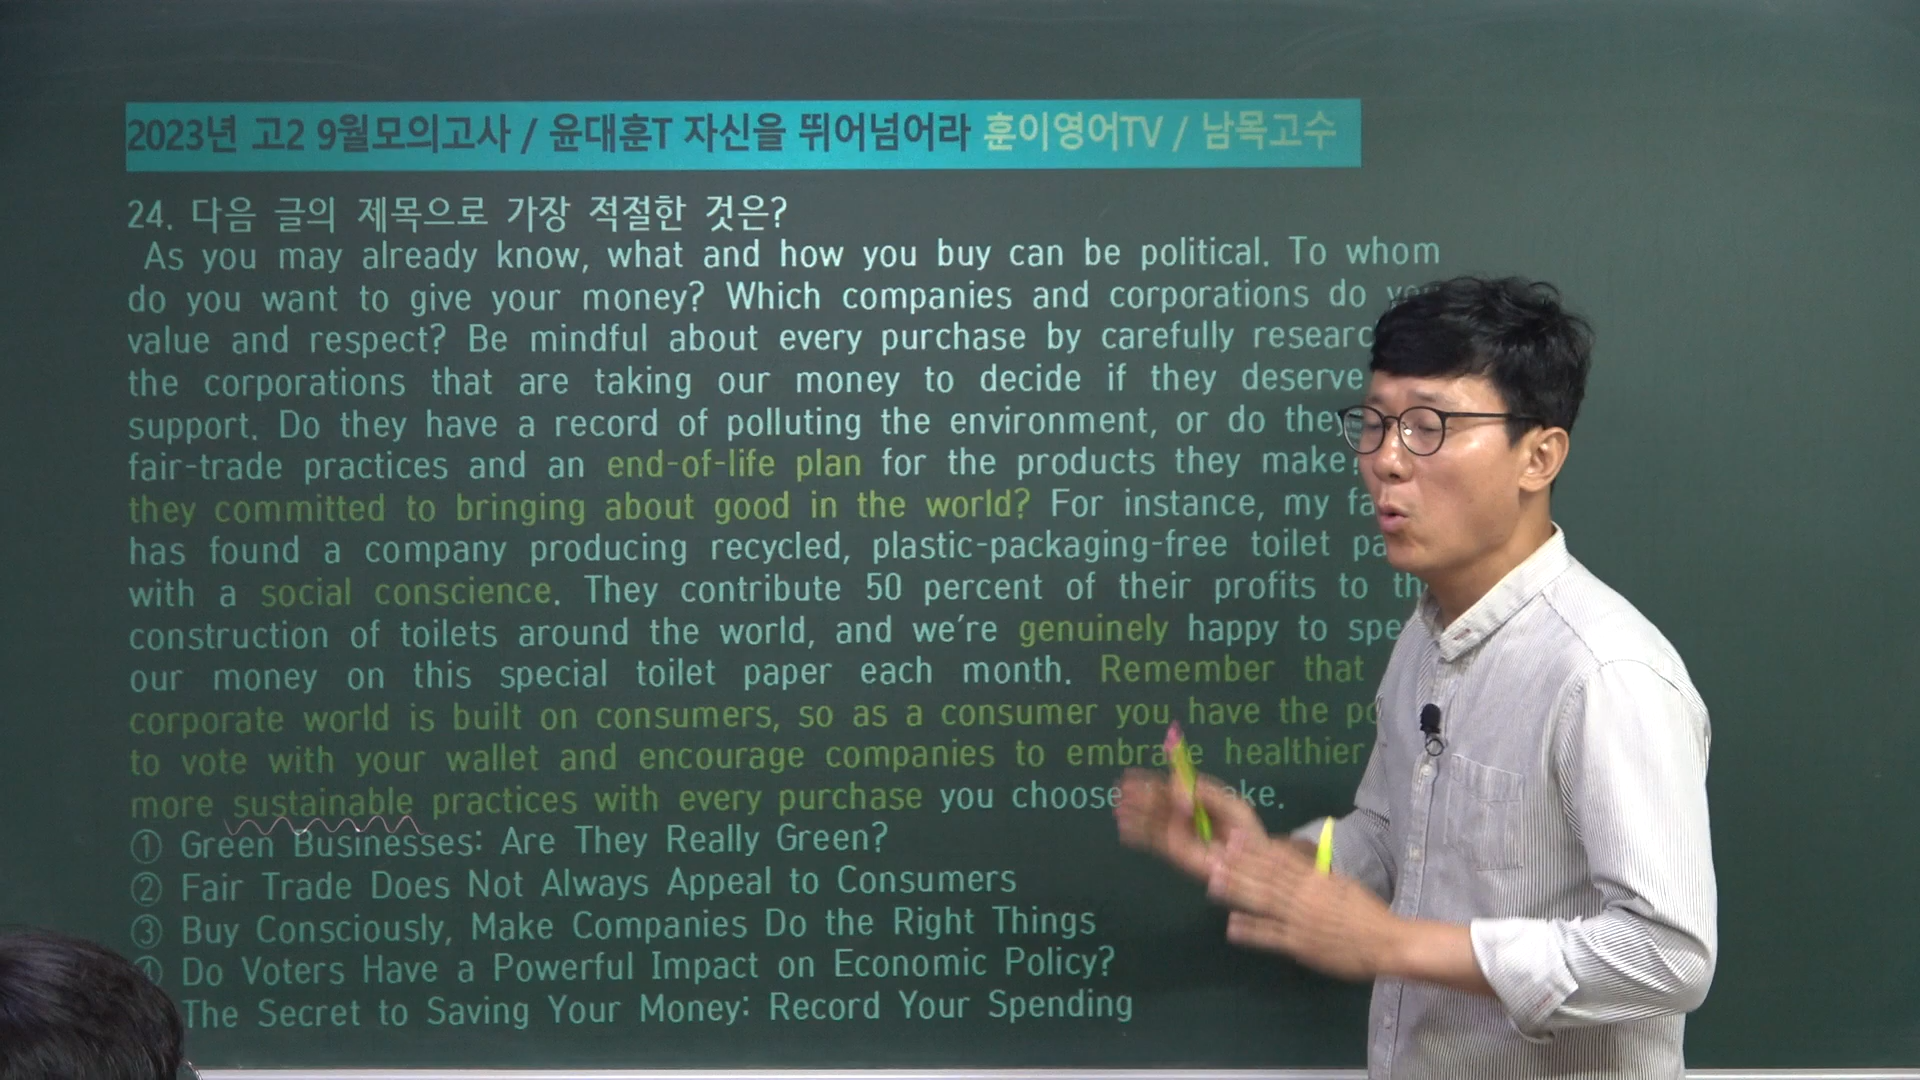 2023년 고2 9월모의고사 / 윤대훈T 자신을 뛰어넘어라 훈이영어TV / 남목고수
24. 다음 글의 제목으로 가장 적절한 것은?
As you may already know, what and how you buy can be political. To whom
do you want to give your money? Which companies and corporations do
value and respect? Be mindful about every purchase by carefully
the corporations that are taking our money to decide if they deserve
support. Do they have a record of polluting the environment, or do they
fair-trade practices and an end-of-life plan for the products they make?
they committed to bringing about good in the world? For instance, my
has found a company producing recycled, plastic-packaging-free toilet
with a social conscience. They contribute 50 percent of their profits to
construction of toilets around the world, and we're genuinely happy to
our money on this special toilet paper each month. Remember that
corporate world is built on consumers, so as a consumer you have the
to vote with your wallet and encourage companies to embrace healthier
more sustainable practices with every purchase you choose
① Green Businesses: Are They Really Green?
② Fair Trade Does Not Always Appeal to Consumers
③ Buy Consciously, Make Companies Do the Right Things
④ Do Voters Have a Powerful Impact on Economic Policy?
The Secret to Saving Your Money: Record Your Spending